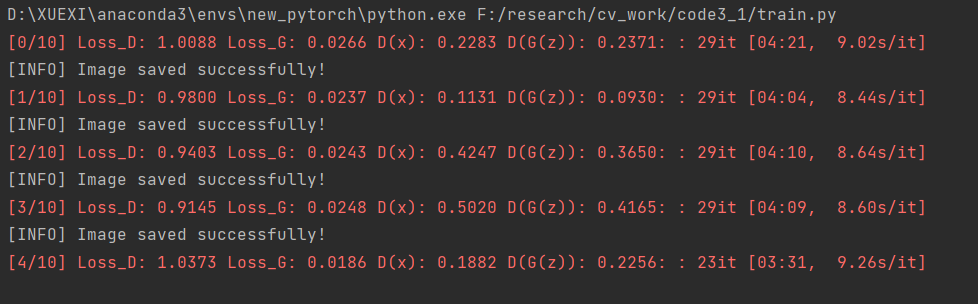 D:\XUEXI\anaconda3\envs\new_pytorch\python.exe F:/research/cv_work/code3_1/train.py
[0/10] Loss_D: 1.0088 Loss_G: 0.0266 D(x): 0.2283 D(G(z)): 0.2371: : 29it [04:21,  9.02s/it]
[INFO] Image saved successfully!
[1/10] Loss_D: 0.9800 Loss_G: 0.0237 D(x): 0.1131 D(G(z)): 0.0930: : 29it [04:04,  8.44s/it]
[INFO] Image saved successfully!
[2/10] Loss_D: 0.9403 Loss_G: 0.0243 D(x): 0.4247 D(G(z)): 0.3650: : 29it [04:10,  8.64s/it]
[INFO] Image saved successfully!
[3/10] Loss_D: 0.9145 Loss_G: 0.0248 D(x): 0.5020 D(G(z)): 0.4165: : 29it [04:09,  8.60s/it]
[INFO] Image saved successfully!
[4/10] Loss_D: 1.0373 Loss_G: 0.0186 D(x): 0.1882 D(G(z)): 0.2256: : 23it [03:31,  9.26s/it]